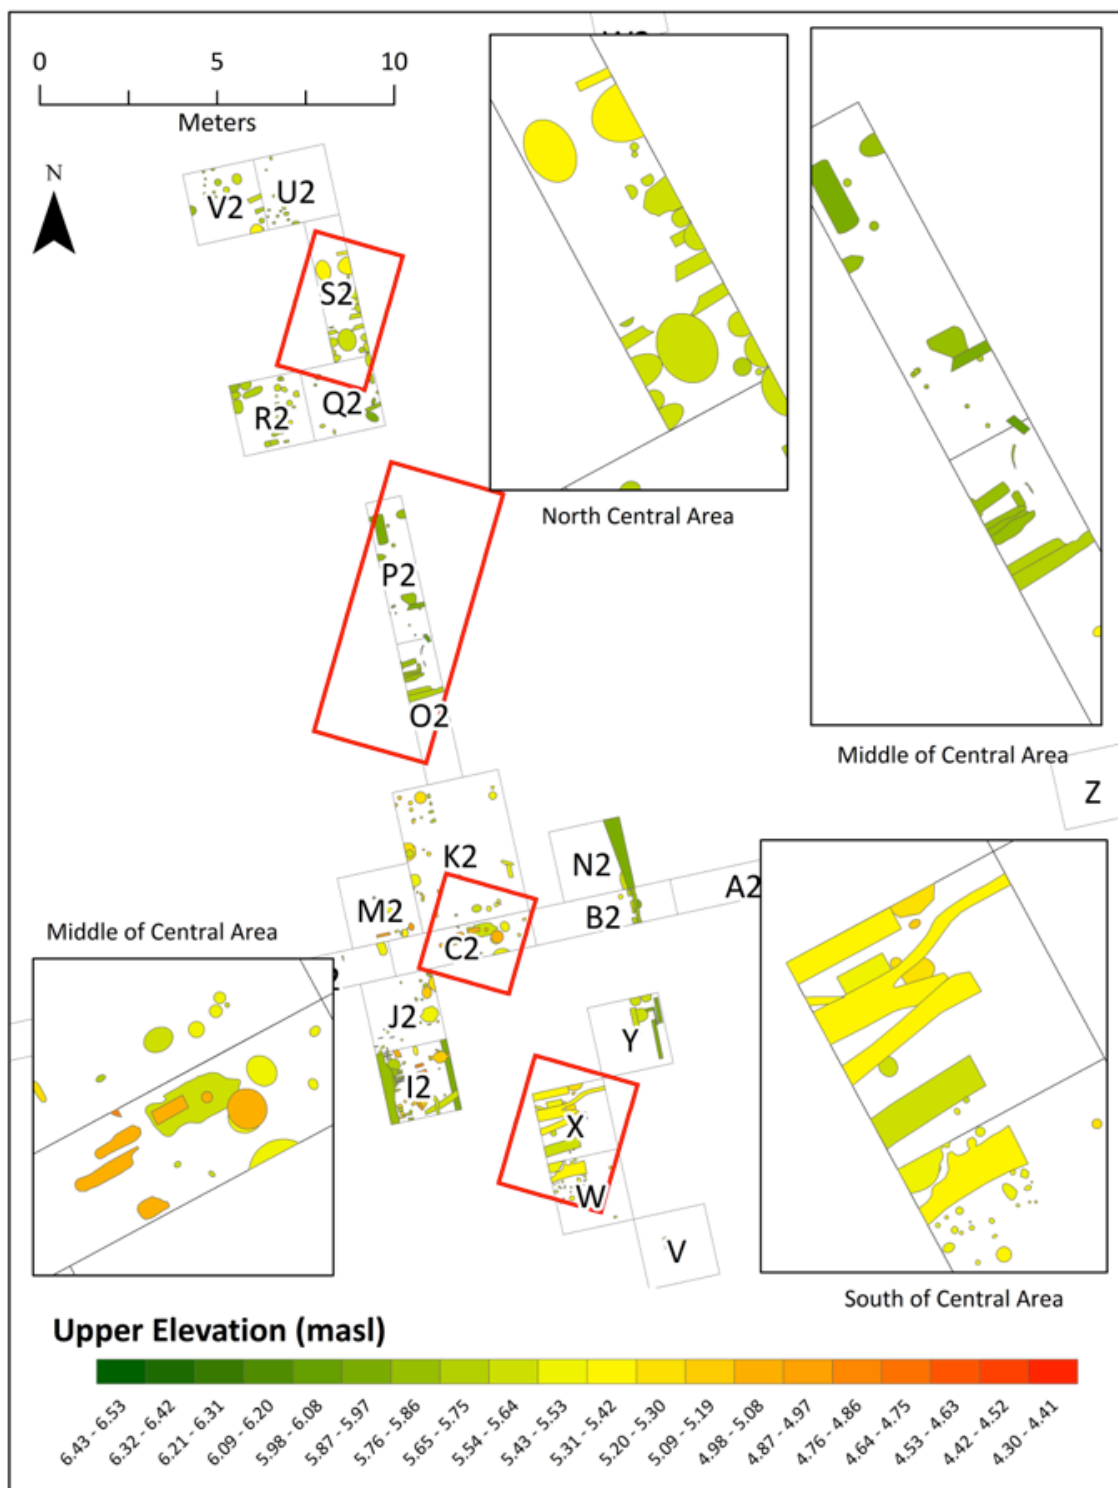 0 5 10
Meters
N
V2 U2
S2
R2 Q2
North Central Area
P2
O2
Middle of Central Area
Z
K2 N2
M2 B2 A2
C2
Middle of Central Area
J2
Y
I2
X
W
V
South of Central Area
Upper Elevation (masl)
6.43 - 6.53
6.32 - 6.42
6.21 - 6.31
6.09 - 6.20
5.98 - 6.08
5.87 - 5.97
5.76 - 5.86
5.65 - 5.75
5.54 - 5.64
5.43 - 5.53
5.31 - 5.42
5.20 - 5.30
5.09 - 5.19
4.98 - 5.08
4.87 - 4.97
4.76 - 4.86
4.64 - 4.75
4.53 - 4.63
4.42 - 4.52
4.30 - 4.41